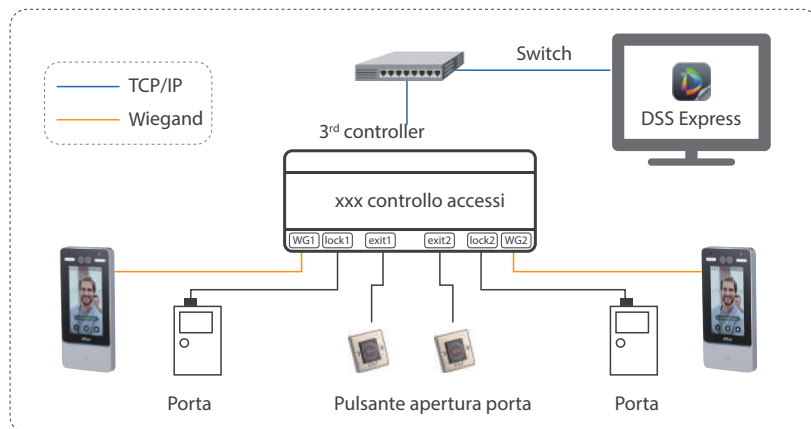 Switch
TCP/IP
Wiegand
DSS Express
3rd controller
xxx controllo accessi
WG1 lock1 exit1 exit2 lock2 WG2
Porta
Pulsante apertura porta
Porta